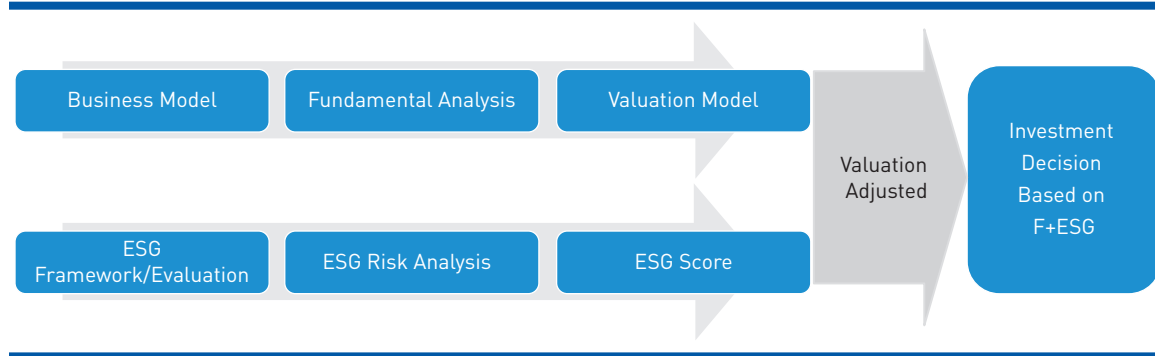 Business Model
Fundamental Analysis
Valuation Model
Valuation
Adjusted
Investment
Decision
Based on
F+ESG
ESG
Framework/Evaluation
ESG Risk Analysis
ESG Score